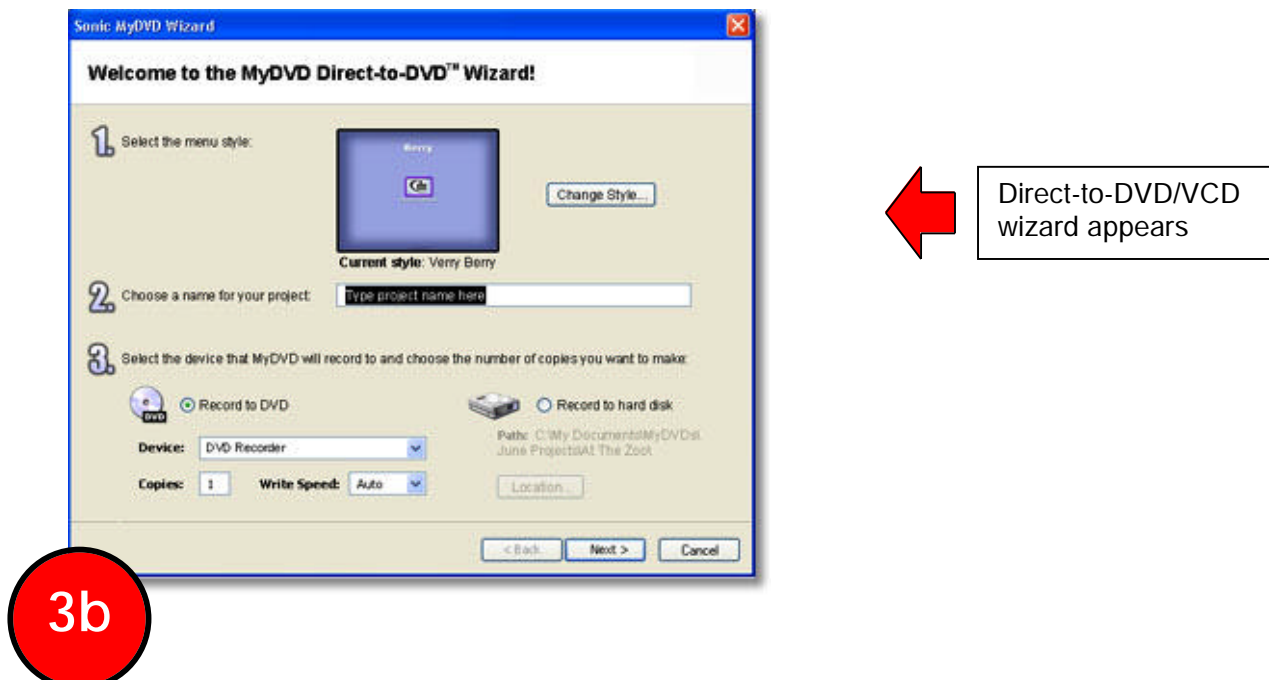 Sonic MyDVD Wizard
Welcome to the MyDVD Direct-to-DVD™ Wizard!
1. Select the menu style:
Berry
Change Style...
Current style: Verry Berry
2. Choose a name for your project:
Type project name here
3. Select the device that MyDVD will record to and choose the number of copies you want to make:
DVD
Record to DVD
Record to hard disk
Device: DVD Recorder
Path: C:\My Documents\MyDVDs\
June Projects\At The Zoo\
Copies: 1 Write Speed: Auto
Location...
< Back
Next >
Cancel
Direct-to-DVD/VCD
wizard appears
3b